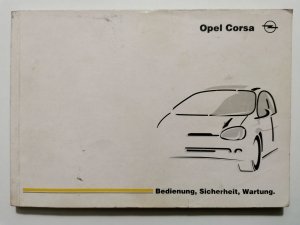 Opel Corsa
Bedienung, Sicherheit, Wartung.